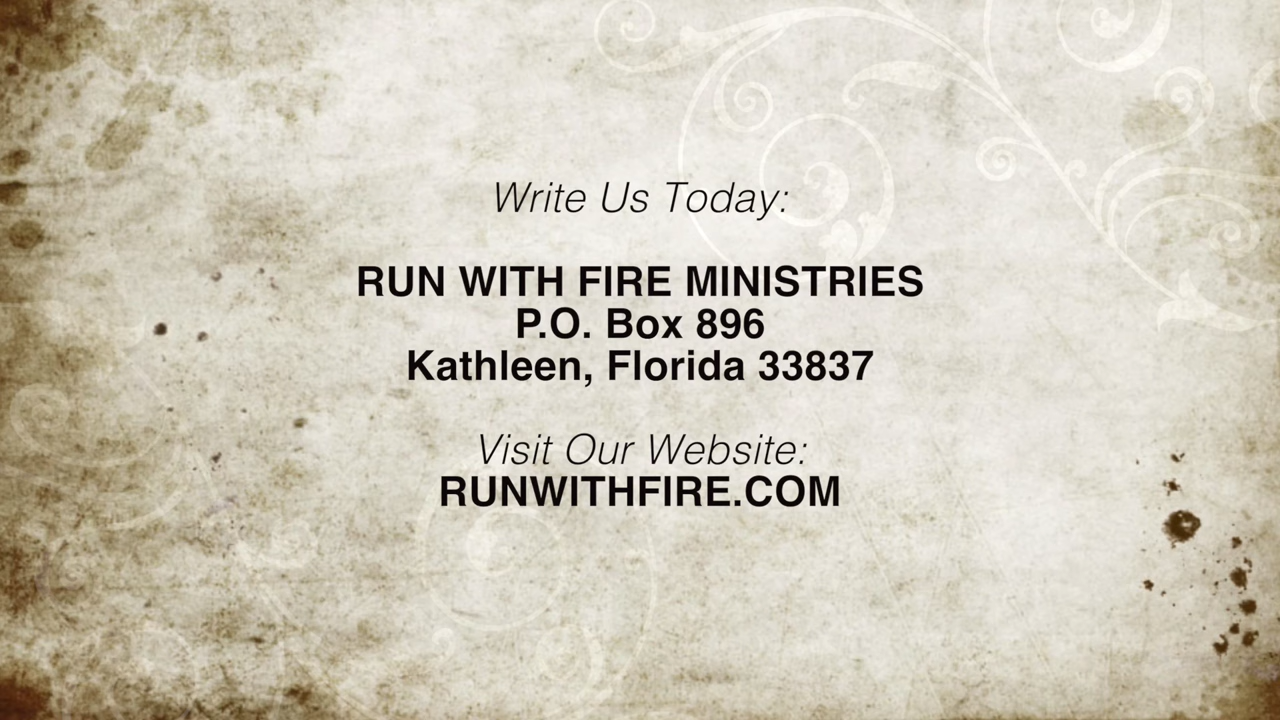 Write Us Today:
RUN WITH FIRE MINISTRIES
P.O. Box 896
Kathleen, Florida 33837
Visit Our Website:
RUNWITHFIRE.COM